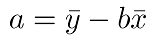 a = ȳ − bx̄